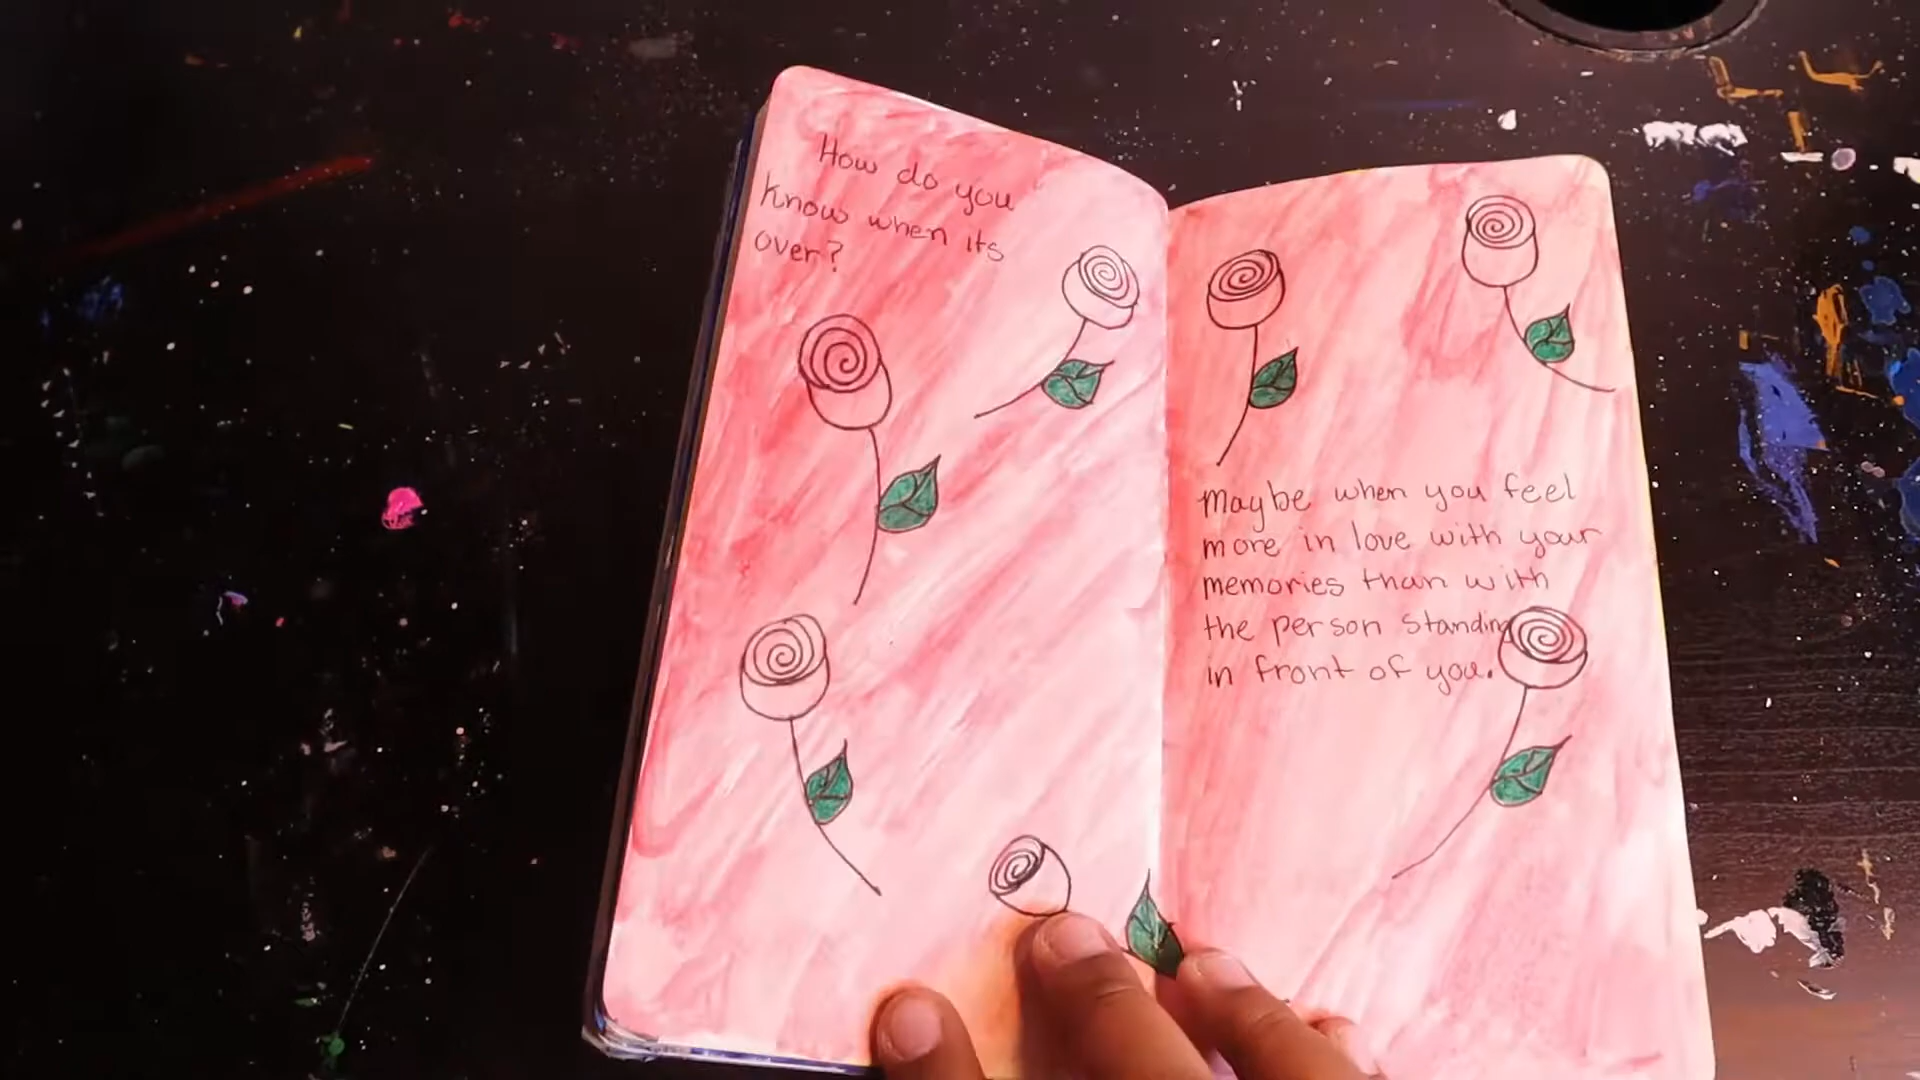 How do you
know when its
over?
Maybe when you feel
more in love with your
memories than with
the person standing
in front of you.